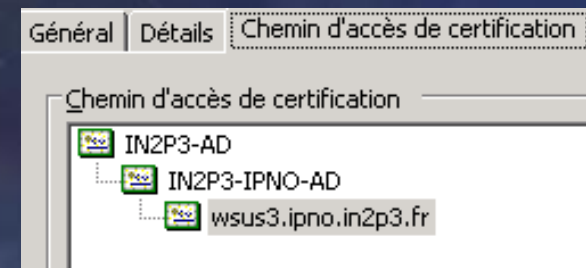 Général Détails Chemin d'accès de certification
Chemin d'accès de certification
IN2P3-AD
IN2P3-IPNO-AD
wsus3.ipno.in2p3.fr